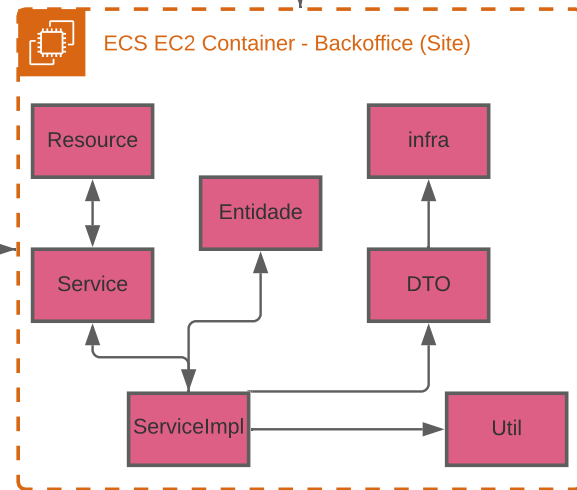 ECS EC2 Container - Backoffice (Site)
Resource
infra
Entidade
Service
DTO
ServiceImpl
Util